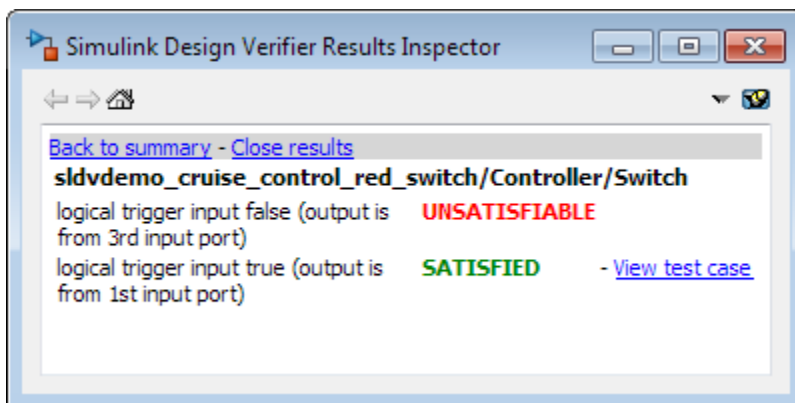 Simulink Design Verifier Results Inspector
Back to summary - Close results
sldvdemo_cruise_control_red_switch/Controller/Switch
logical trigger input false (output is UNSATISFIABLE
from 3rd input port)
logical trigger input true (output is SATISFIED - View test case
from 1st input port)